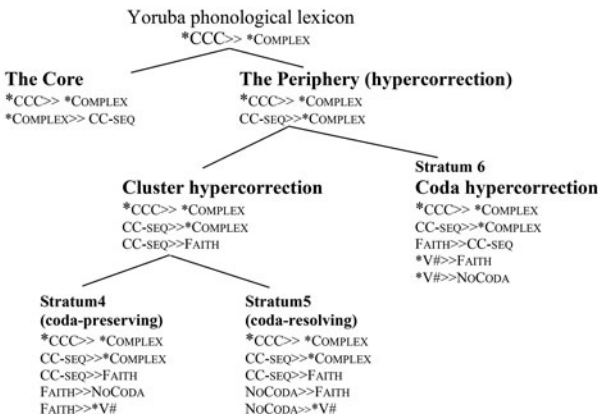 Yoruba phonological lexicon
*CCC>> *COMPLEX
The Core
*CCC>> *COMPLEX
*COMPLEX>> CC-SEQ
The Periphery (hypercorrection)
*CCC>> *COMPLEX
CC-SEQ>>*COMPLEX
Cluster hypercorrection
*CCC>> *COMPLEX
CC-SEQ>>*COMPLEX
CC-SEQ>>FAITH
Stratum 6
Coda hypercorrection
*CCC>> *COMPLEX
CC-SEQ>>*COMPLEX
FAITH>>CC-SEQ
*V#>>FAITH
*V#>>NOCODA
Stratum4
(coda-preserving)
*CCC>> *COMPLEX
CC-SEQ>>*COMPLEX
CC-SEQ>>FAITH
FAITH>>NOCODA
FAITH>>*V#
Stratum5
(coda-resolving)
*CCC>> *COMPLEX
CC-SEQ>>*COMPLEX
CC-SEQ>>FAITH
NOCODA>>FAITH
NOCODA>>*V#